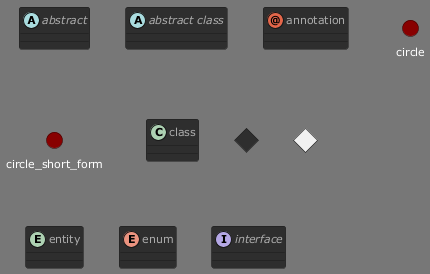 A abstract
A abstract class
@ annotation
circle
circle_short_form
C class
E entity
E enum
I interface